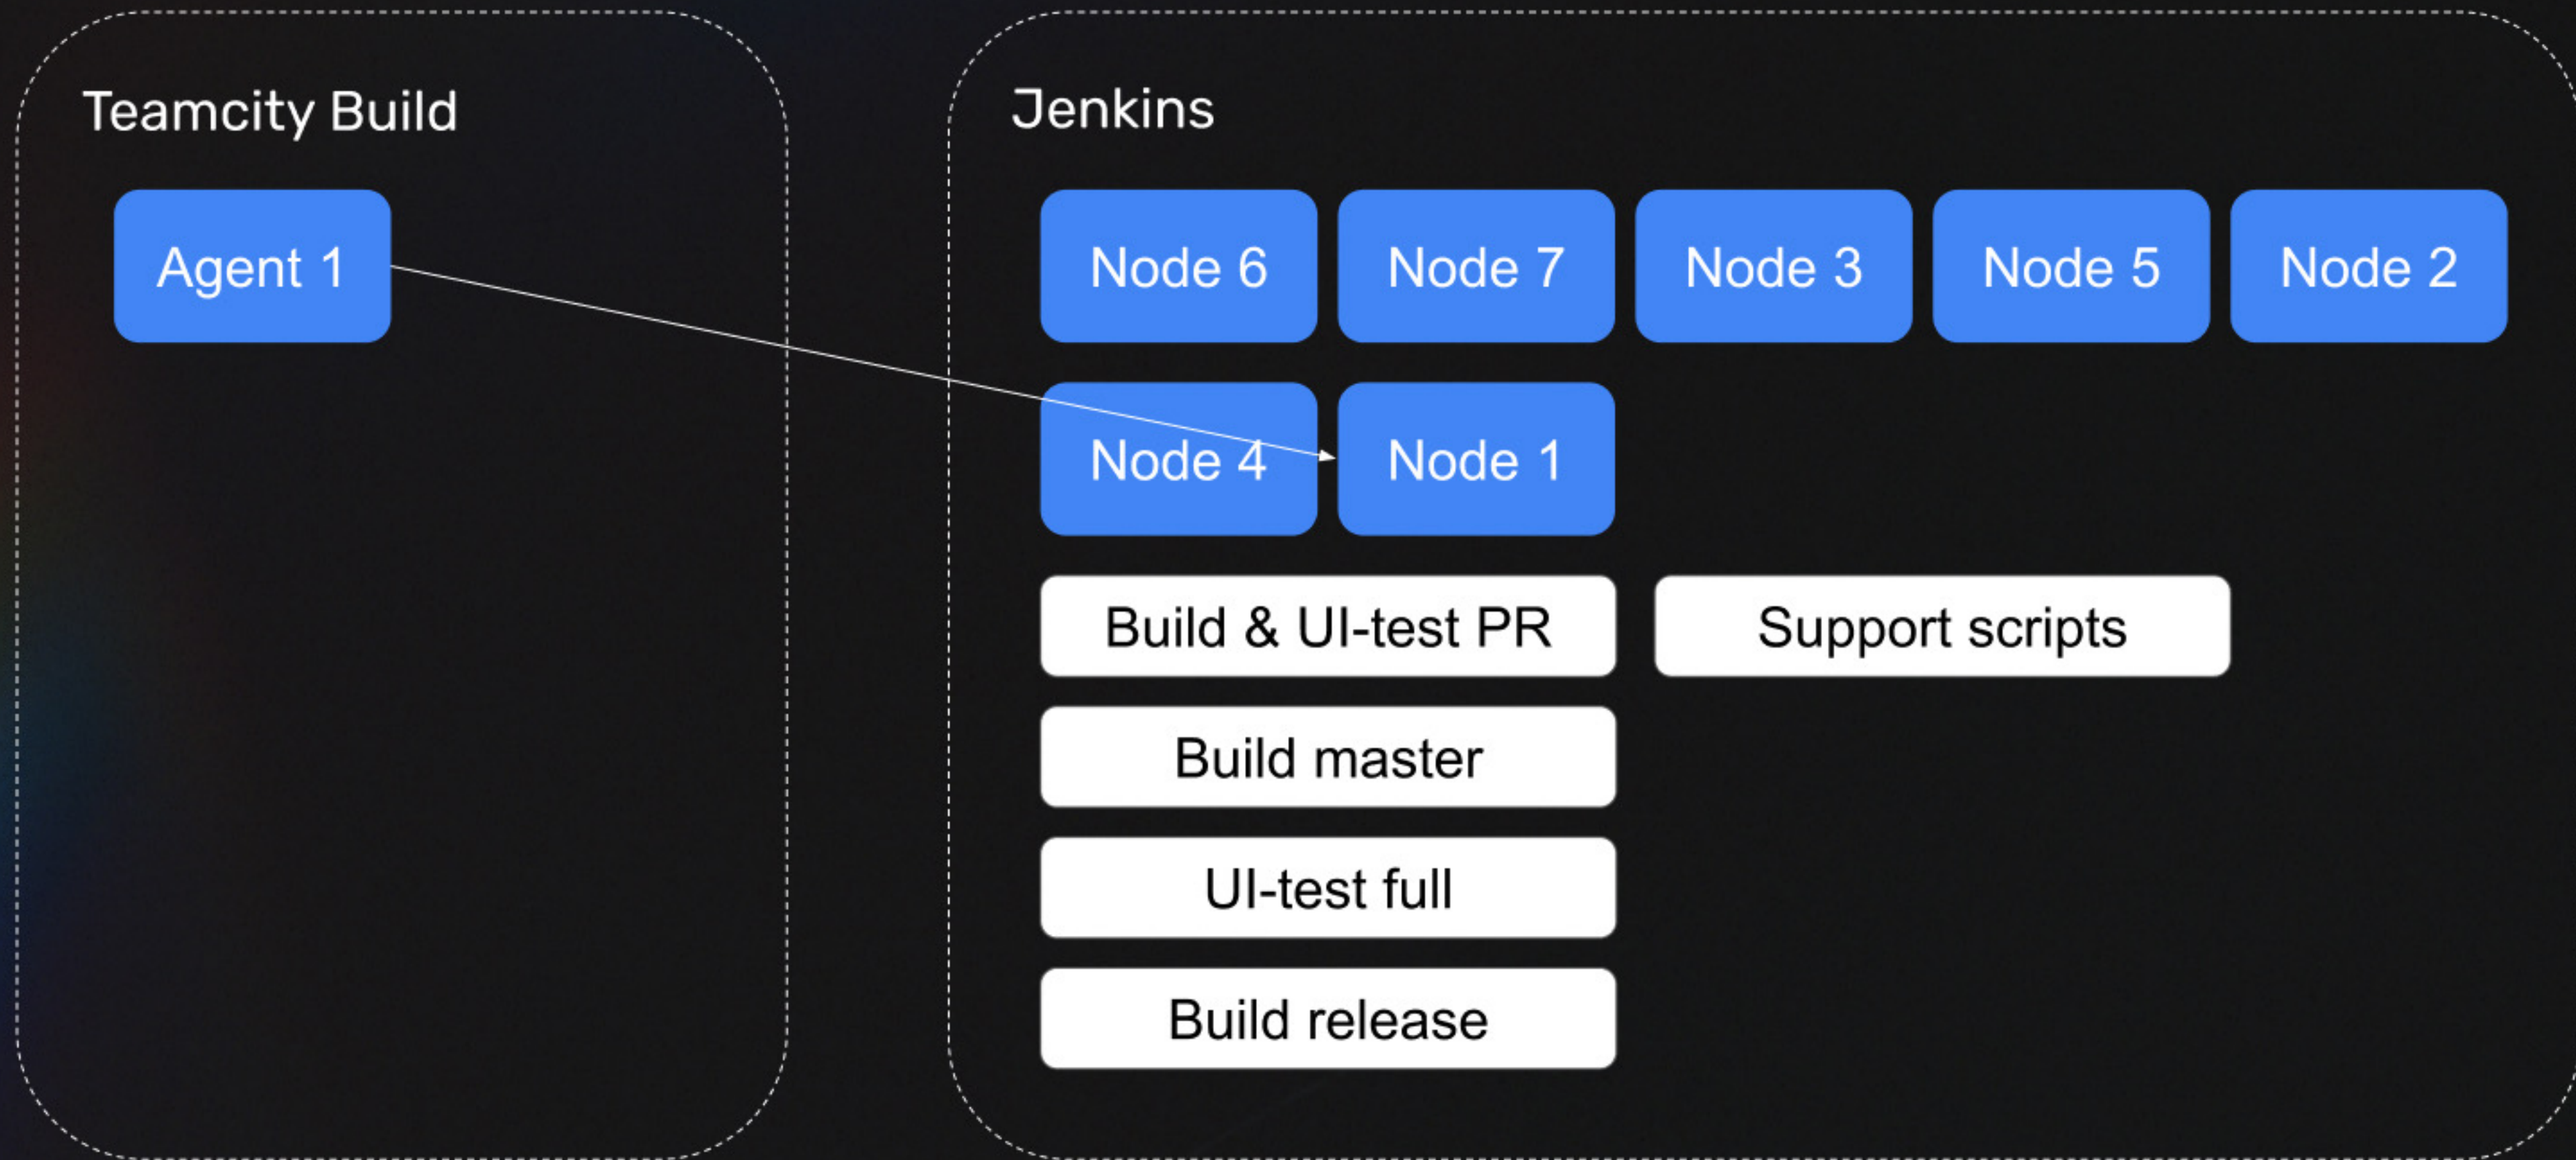 Teamcity Build
Agent 1
Jenkins
Node 6
Node 7
Node 3
Node 5
Node 2
Node 4
Node 1
Build & UI-test PR
Support scripts
Build master
UI-test full
Build release